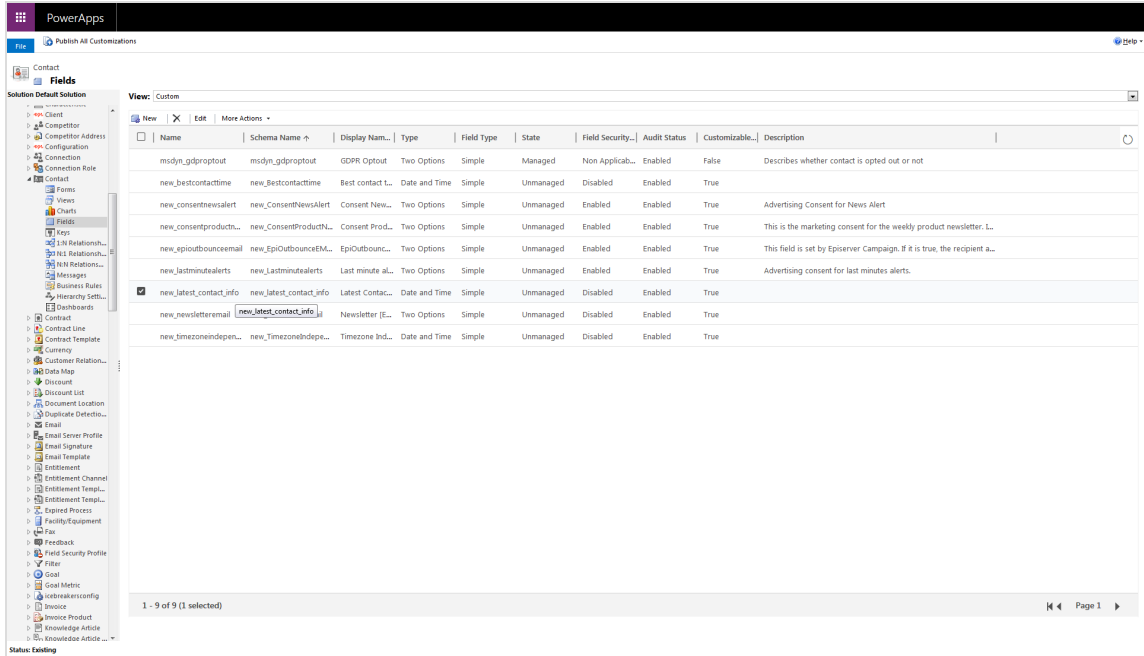 PowerApps
File
Publish All Customizations
Help
Contact
Fields
Solution Default Solution
Client
Competitor
Competitor Address
Configuration
Connection
Connection Role
Contact
Forms
Views
Charts
Fields
Keys
1:N Relationsh...
N:1 Relationsh...
N:N Relations...
Messages
Business Rules
Hierarchy Setti...
Dashboards
Contract
Contract Line
Contract Template
Currency
Customer Relation...
Data Map
Discount
Discount List
Document Location
Duplicate Detectio...
Email
Email Server Profile
Email Signature
Email Template
Entitlement
Entitlement Channel
Entitlement Templ...
Entitlement Templ...
Expired Process
Facility/Equipment
Fax
Feedback
Field Security Profile
Filter
Goal
Goal Metric
icebreakersconfig
Invoice
Invoice Product
Knowledge Article
Knowledge Article ...
Status: Existing
View: Custom
New Edit More Actions
Name Schema Name Display Nam... Type Field Type State Field Security... Audit Status Customizable... Description
msdyn_gdproptout msdyn_gdproptout GDPR Optout Two Options Simple Managed Non Applicab... Enabled False Describes whether contact is opted out or not
new_bestcontacttime new_Bestcontacttime Best contact t... Date and Time Simple Unmanaged Disabled Enabled True
new_consentnewsalert new_ConsentNewsAlert Consent New... Two Options Simple Unmanaged Enabled Enabled True Advertising Consent for News Alert
new_consentproductn... new_ConsentProductN... Consent Prod... Two Options Simple Unmanaged Enabled Enabled True This is the marketing consent for the weekly product newsletter. I...
new_epioutbounceemail new_EpiOutbounceEM... EpiOutbounc... Two Options Simple Unmanaged Enabled Enabled True This field is set by Episerver Campaign. If it is true, the recipient a...
new_lastminutealerts new_Lastminutealerts Last minute al... Two Options Simple Unmanaged Enabled Enabled True Advertising consent for last minutes alerts.
new_latest_contact_info new_latest_contact_info Latest Contac... Date and Time Simple Unmanaged Disabled Enabled True
new_newsletteremail new_latest_contact_info Newsletter [E... Two Options Simple Unmanaged Disabled Enabled True
new_timezoneindepen... new_TimezoneIndepe... Timezone Ind... Date and Time Simple Unmanaged Disabled Enabled True
1 - 9 of 9 (1 selected)
Page 1